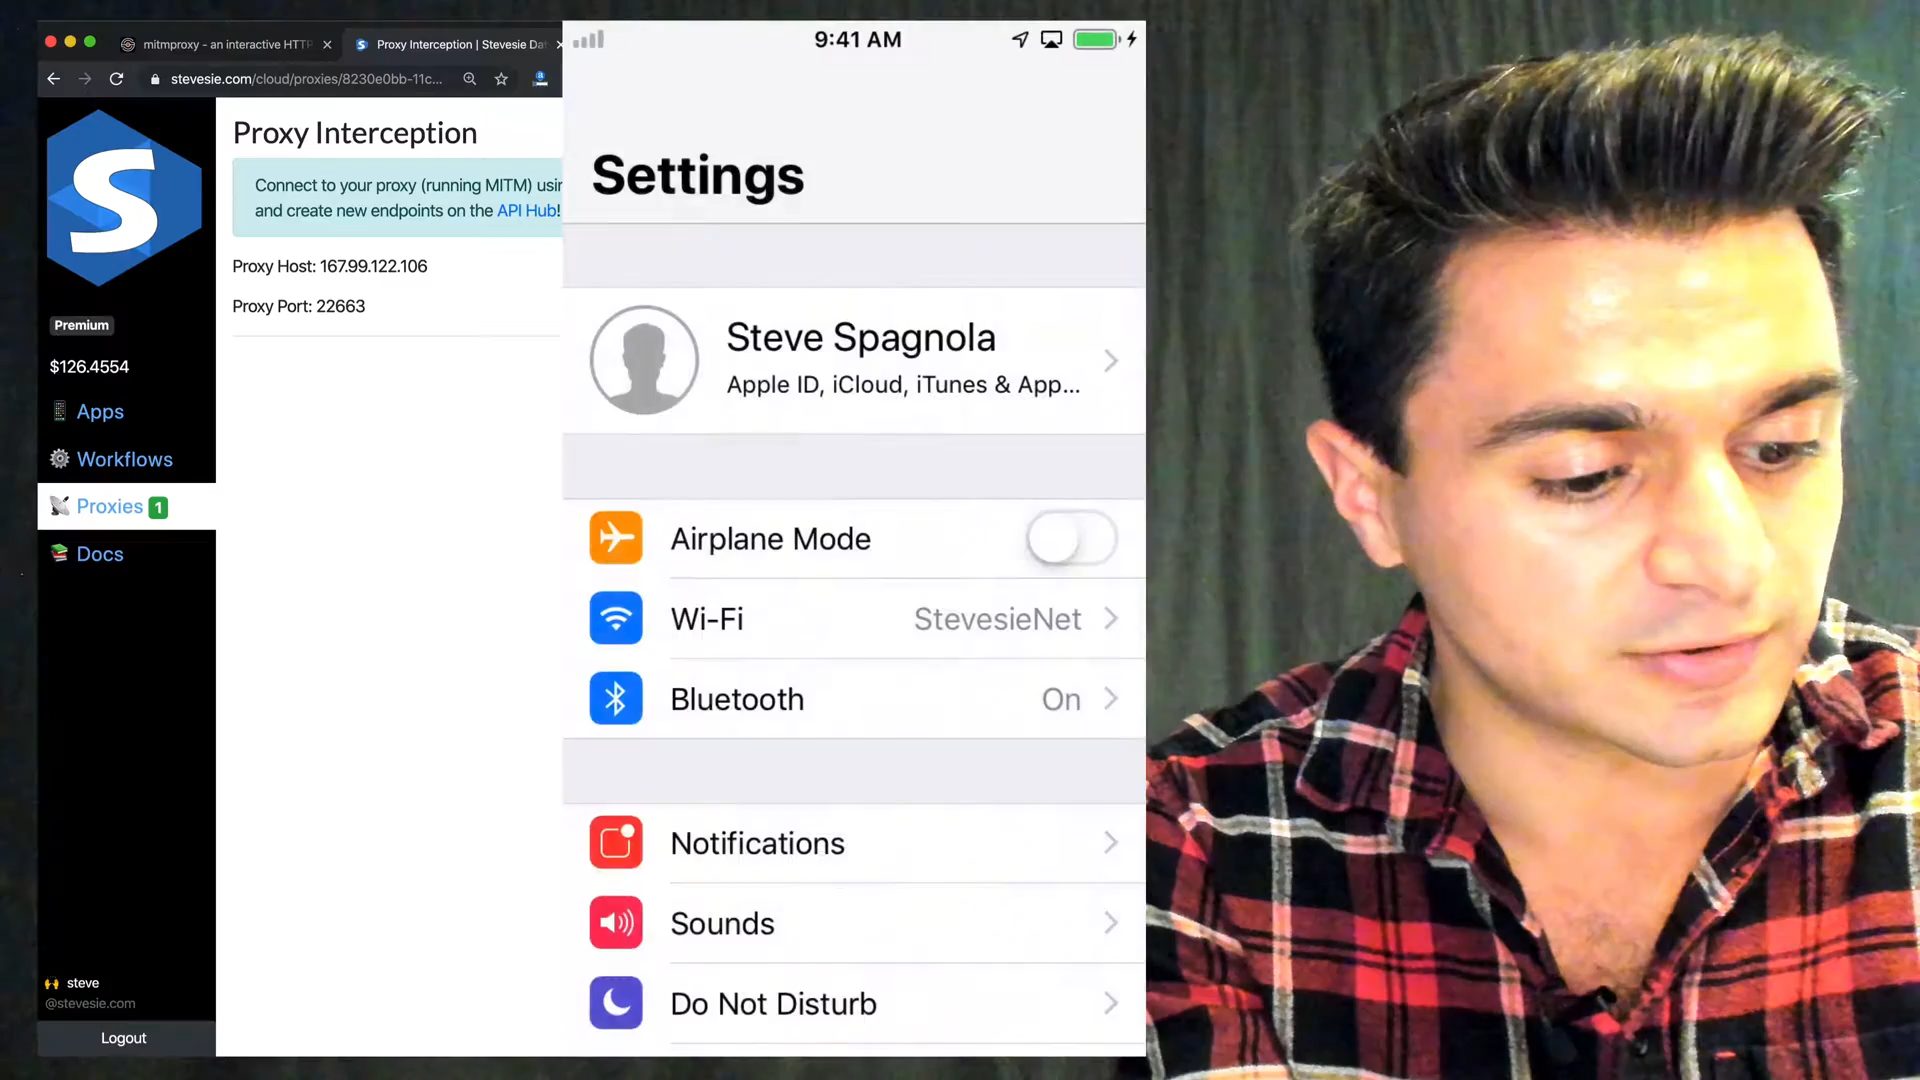 mitmproxy - an interactive HTTP
Proxy Interception | Stevesie Da
stevesie.com/cloud/proxies/8230e0bb-11c...
S
Premium
$126.4554
Apps
Workflows
Proxies 1
Docs
steve
@stevesie.com
Logout
Proxy Interception
Connect to your proxy (running MITM) usin
and create new endpoints on the API Hub!
Proxy Host: 167.99.122.106
Proxy Port: 22663
9:41 AM
Settings
Steve Spagnola
Apple ID, iCloud, iTunes & App...
Airplane Mode
Wi-Fi StevesieNet
Bluetooth On
Notifications
Sounds
Do Not Disturb